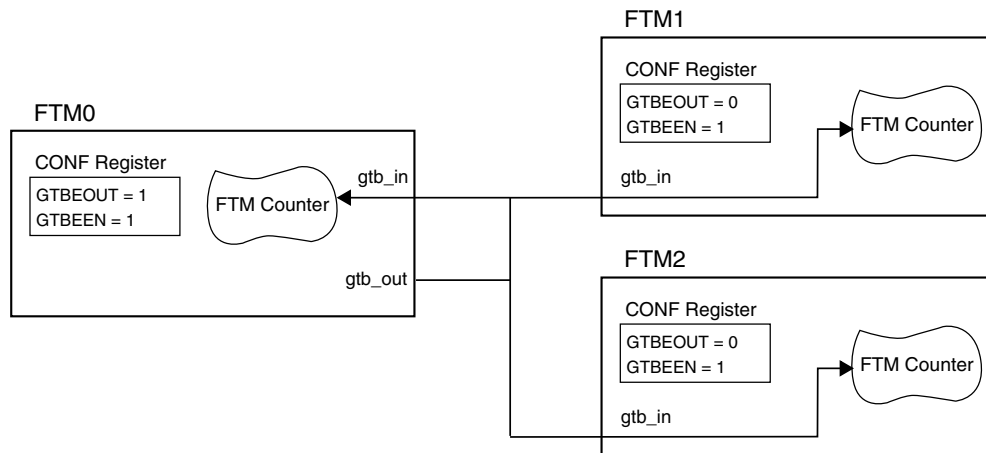 FTM0
CONF Register
GTBEOUT = 1
GTBEEN = 1
FTM Counter
gtb_in
gtb_out
FTM1
CONF Register
GTBEOUT = 0
GTBEEN = 1
FTM Counter
gtb_in
FTM2
CONF Register
GTBEOUT = 0
GTBEEN = 1
FTM Counter
gtb_in